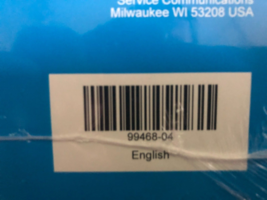 Service Communications
Milwaukee WI 53208 USA
99468-04
English